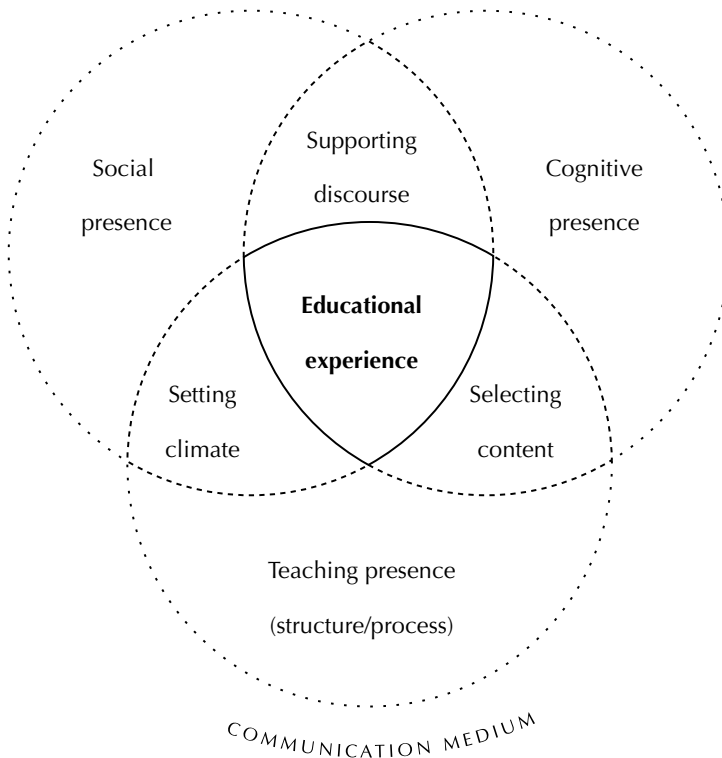 Supporting
discourse
Social
presence
Cognitive
presence
Educational
experience
Setting
climate
Selecting
content
Teaching presence
(structure/process)
COMMUNICATION MEDIUM